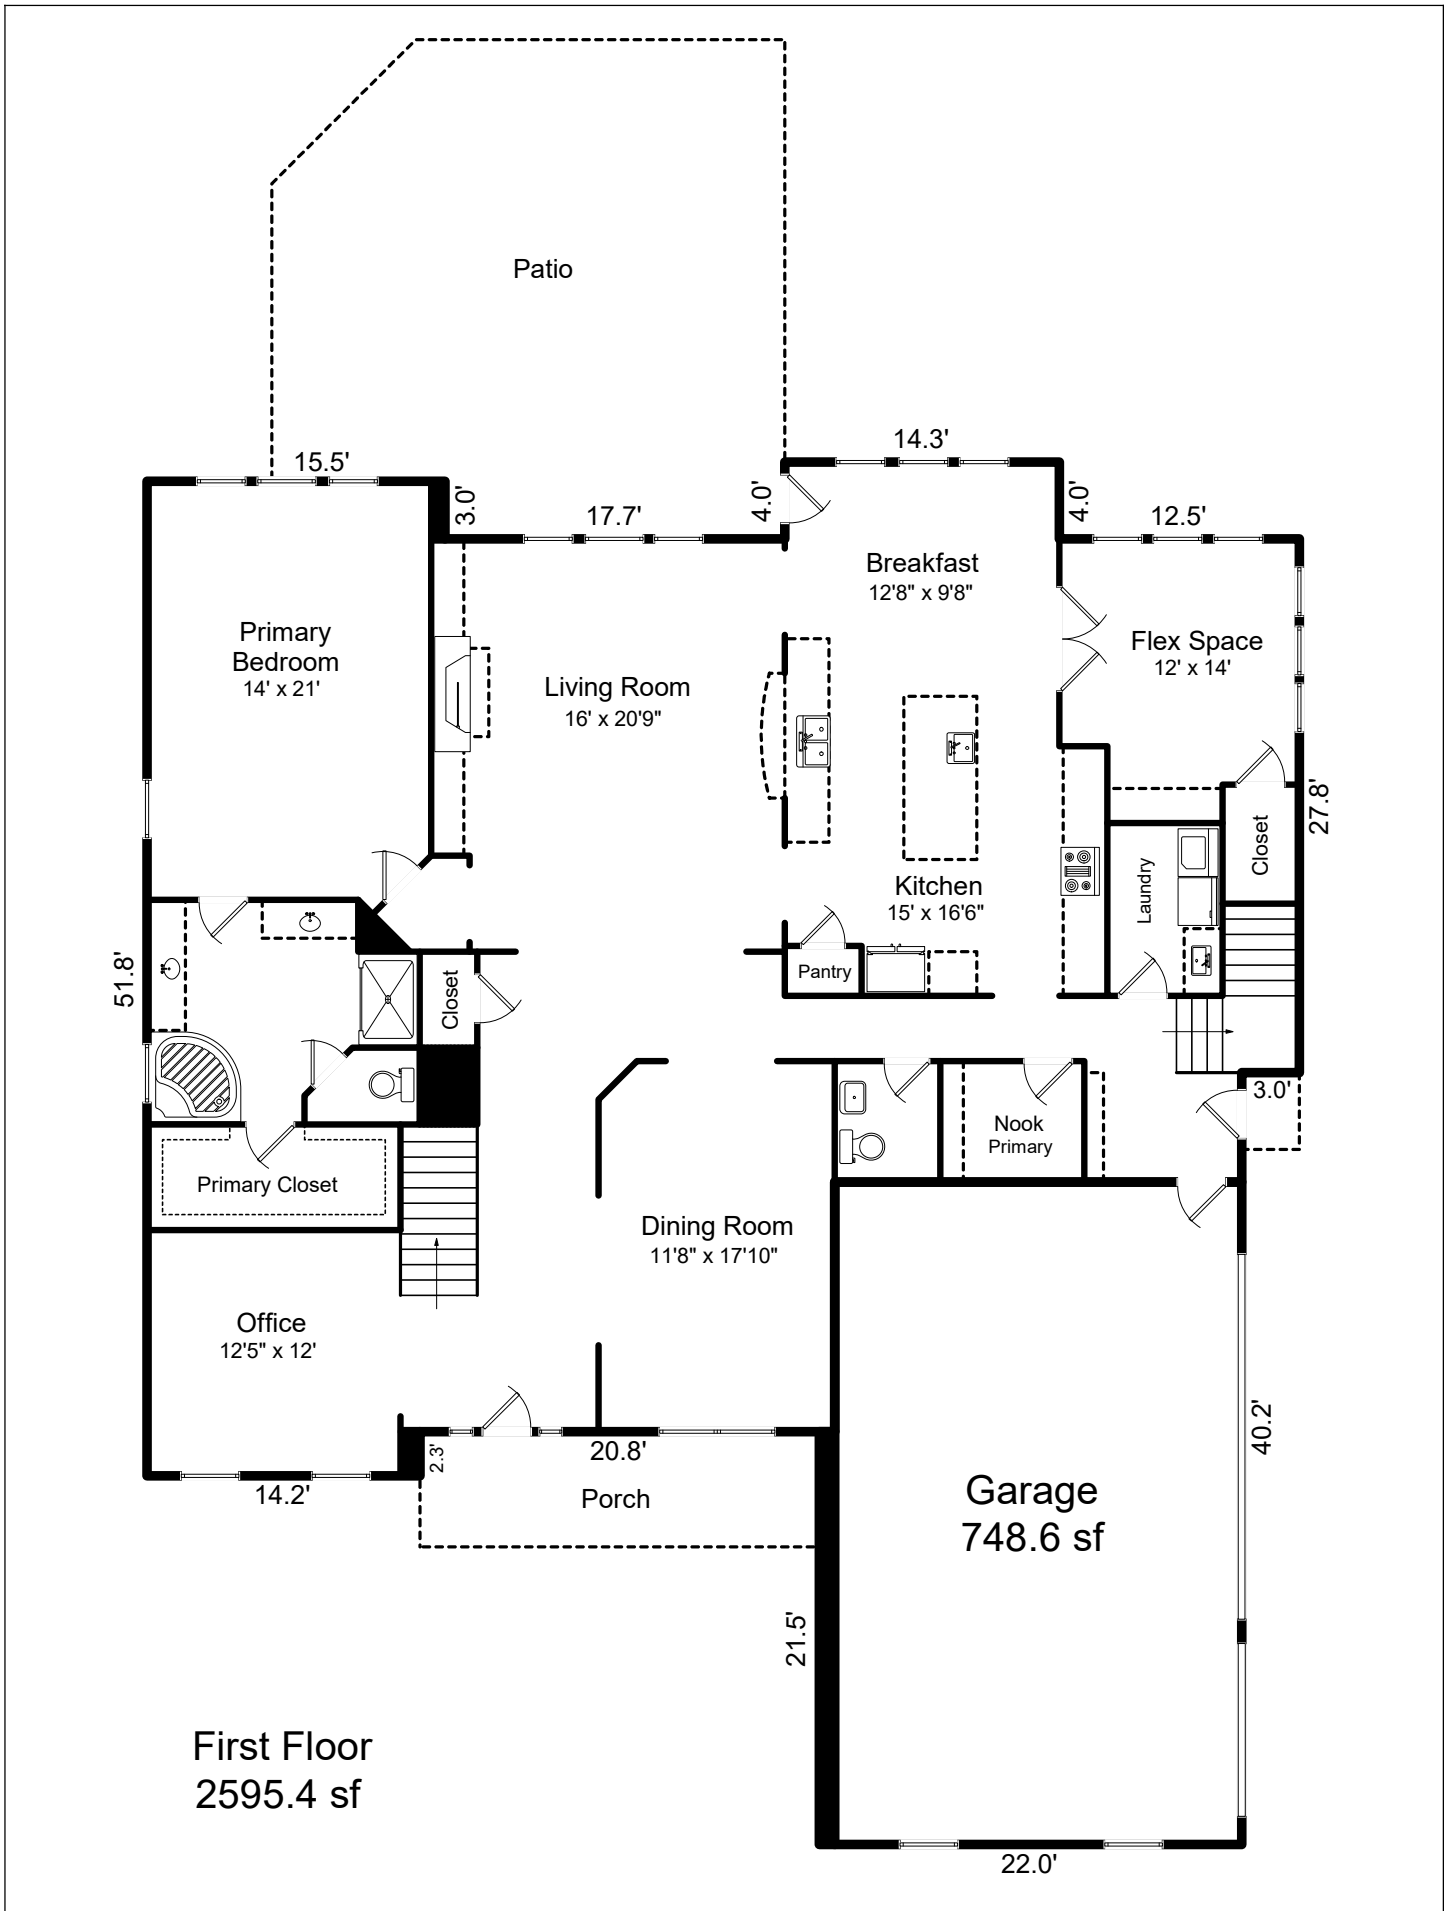 Patio
15.5'
3.0'
17.7'
4.0'
14.3'
4.0'
12.5'
Breakfast
12'8" x 9'8"
Primary
Bedroom
14' x 21'
Living Room
16' x 20'9"
Flex Space
12' x 14'
27.8'
Closet
Laundry
Kitchen
15' x 16'6"
Pantry
51.8'
Closet
3.0'
Nook
Primary
Primary Closet
Dining Room
11'8" x 17'10"
Office
12'5" x 12'
2.3'
20.8'
14.2'
Porch
40.2'
Garage
748.6 sf
21.5'
First Floor
2595.4 sf
22.0'